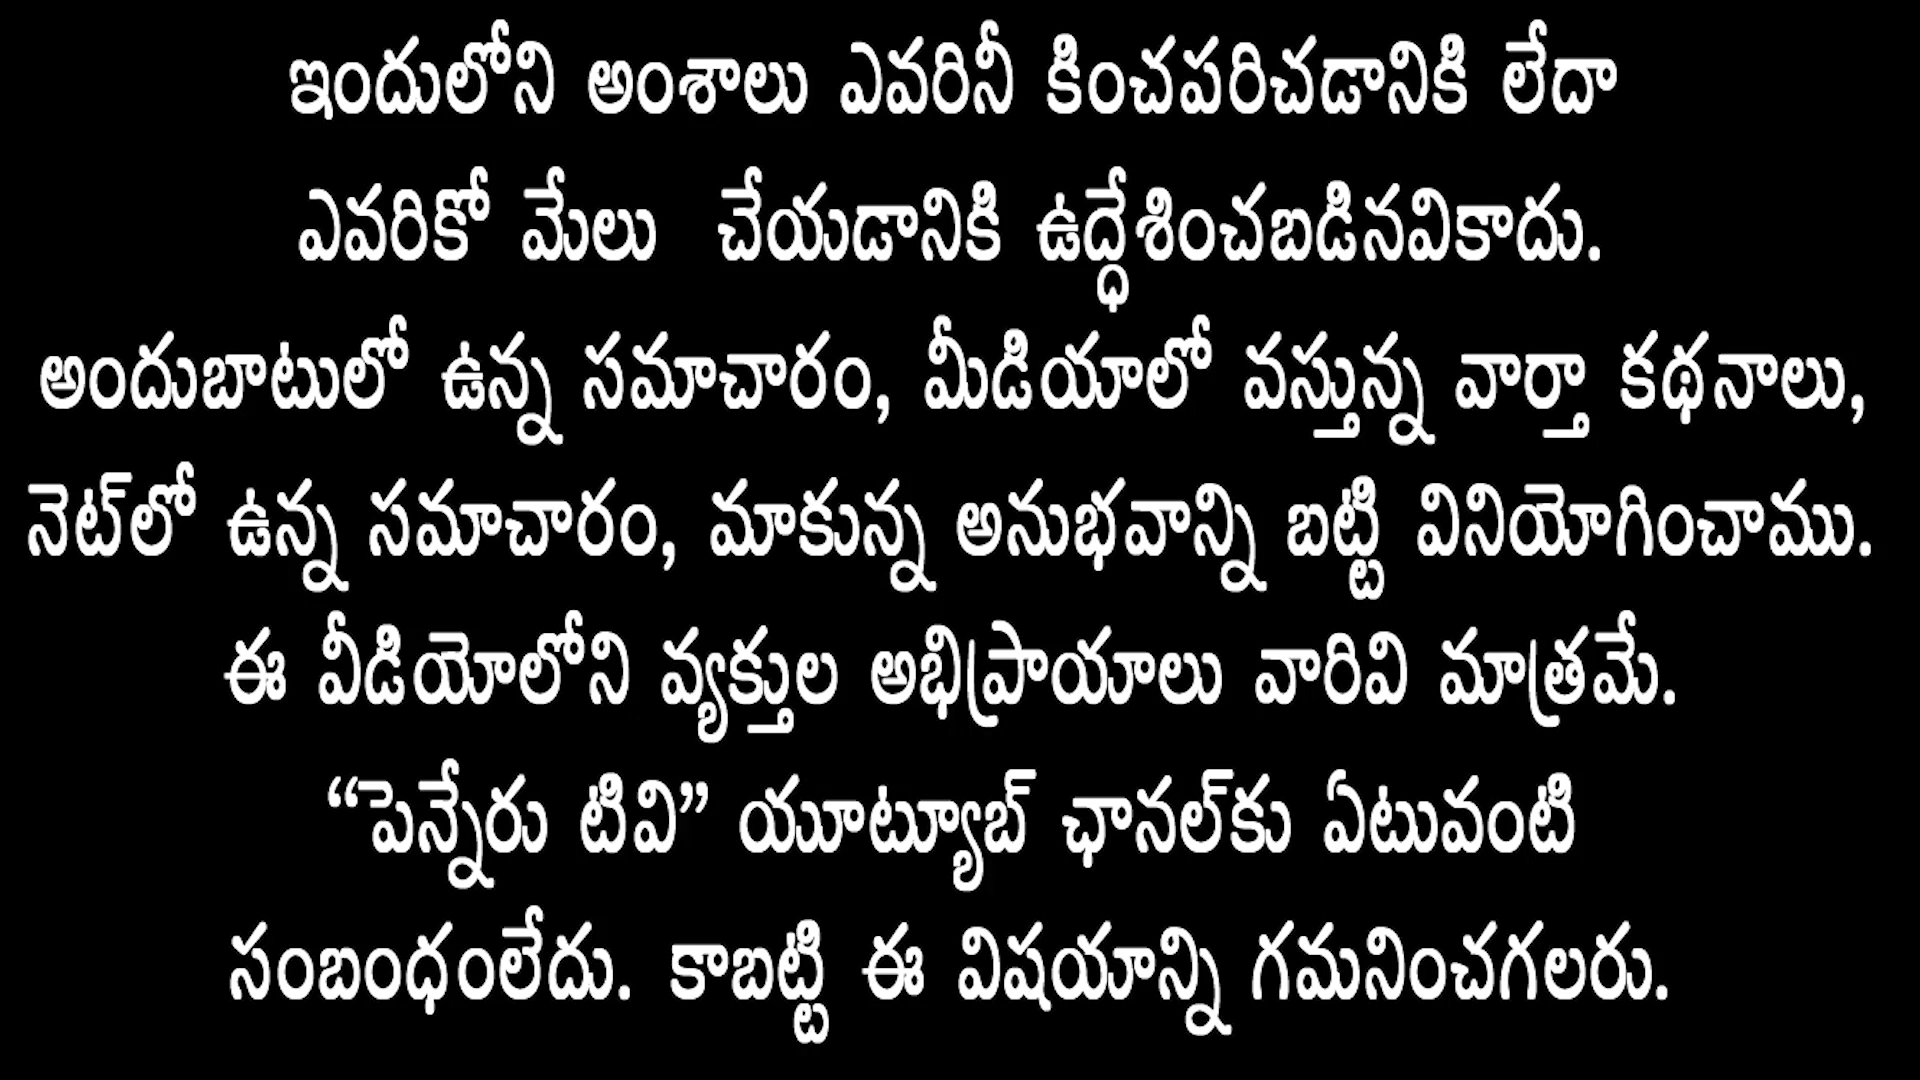 ఇందులోని అంశాలు ఎవరినీ కించపరిచడానికి లేదా
ఎవరికో మేలు చేయడానికి ఉద్ధేశించబడినవికాదు.
అందుబాటులో ఉన్న సమాచారం, మీడియాలో వస్తున్న వార్తా కథనాలు,
నెట్‌లో ఉన్న సమాచారం, మాకున్న అనుభవాన్ని బట్టి వినియోగించాము.
ఈ వీడియోలోని వ్యక్తుల అభిప్రాయాలు వారివి మాత్రమే.
“పెన్నేరు టివి” యూట్యూబ్ ఛానల్‌కు ఏటువంటి
సంబంధంలేదు. కాబట్టి ఈ విషయాన్ని గమనించగలరు.